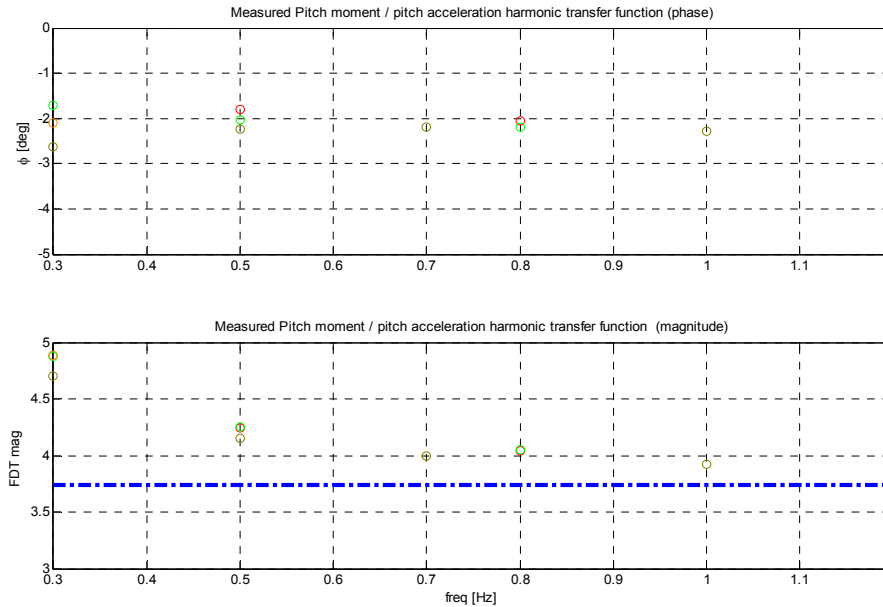 Measured Pitch moment / pitch acceleration harmonic transfer function (phase)
0
-1
-2
-3
-4
-5
ϕ [deg]
0.3 0.4 0.5 0.6 0.7 0.8 0.9 1 1.1
Measured Pitch moment / pitch acceleration harmonic transfer function (magnitude)
5
4.5
4
3.5
3
FDT mag
0.3 0.4 0.5 0.6 0.7 0.8 0.9 1 1.1
freq [Hz]